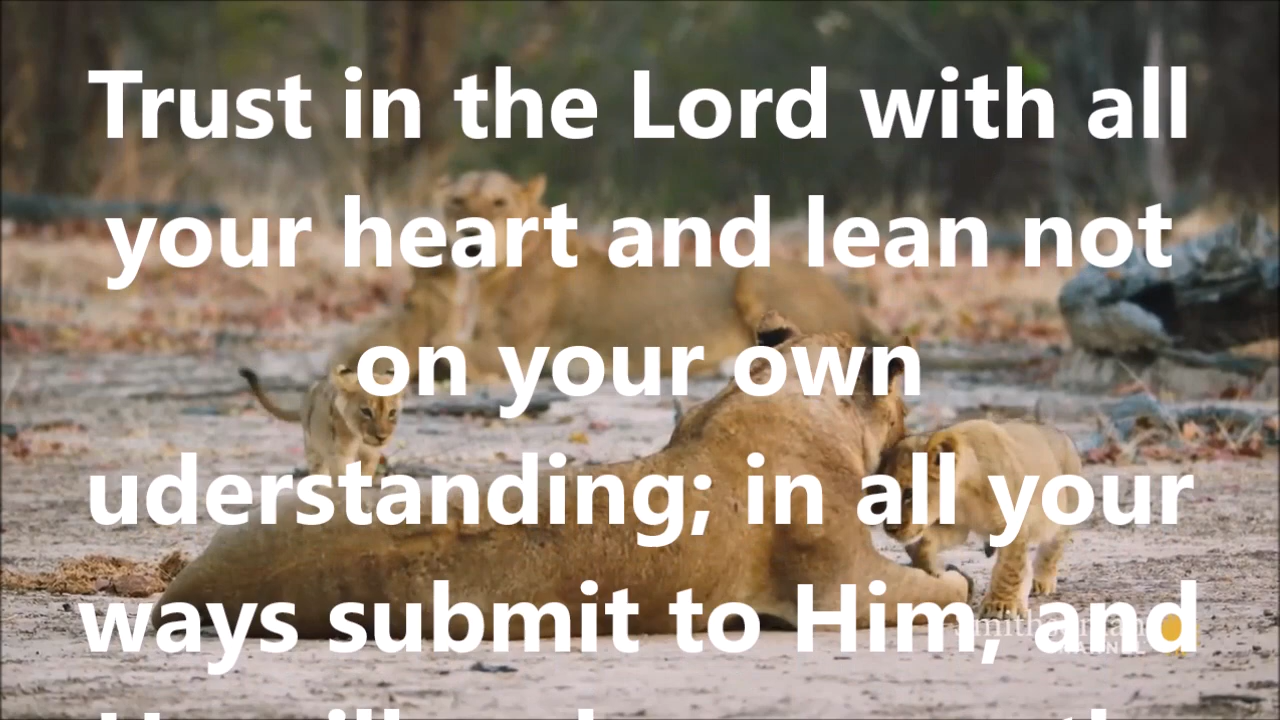 Trust in the Lord with all
your heart and lean not
on your own
uderstanding; in all your
ways submit to Him, and